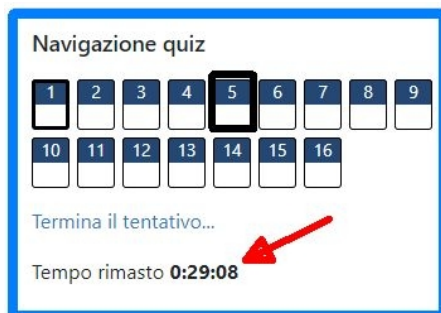 Navigazione quiz
1 2 3 4 5 6 7 8 9
10 11 12 13 14 15 16
Termina il tentativo...
Tempo rimasto 0:29:08